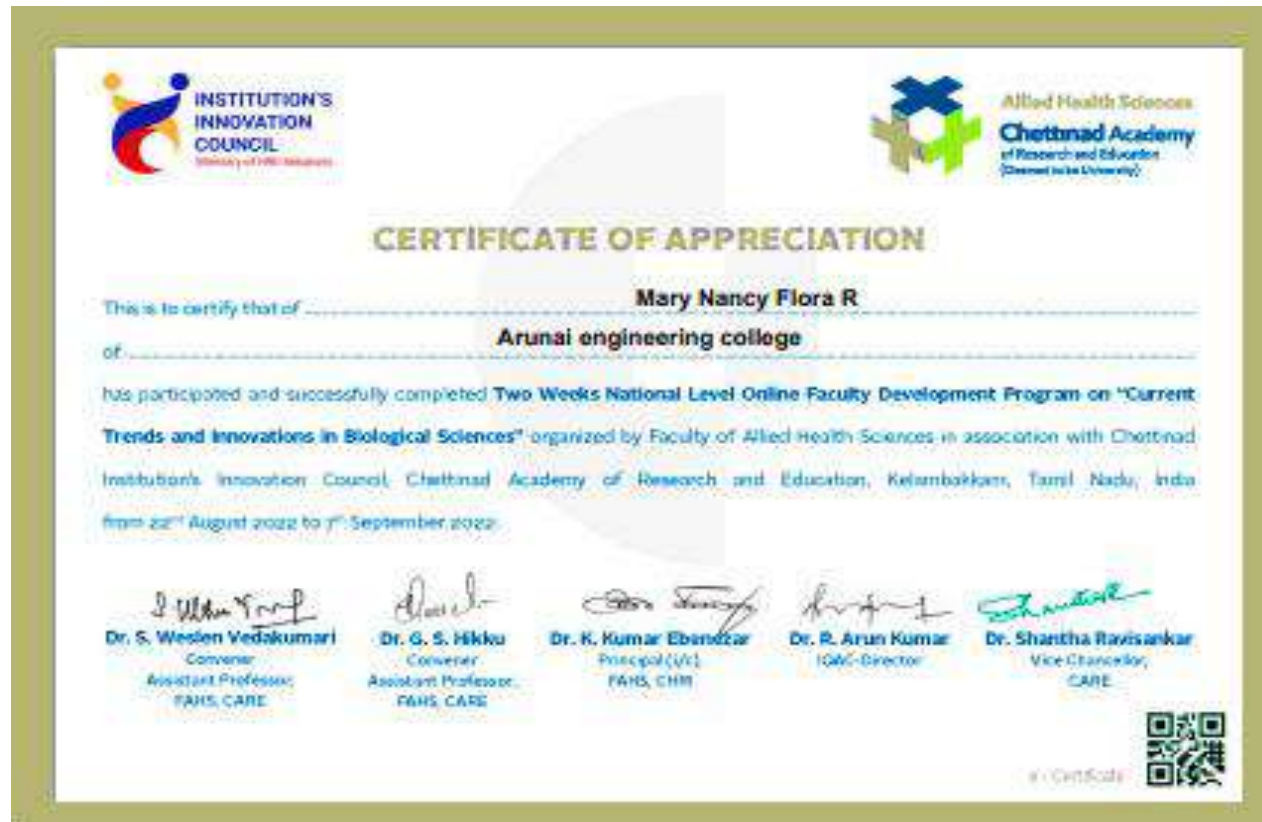 INSTITUTION'S
INNOVATION
COUNCIL
Allied Health Sciences
Chettinad Academy
of Research and Education
(Deemed to be University)
CERTIFICATE OF APPRECIATION
This is to certify that of Mary Nancy Flora R
of Arunai engineering college
has participated and successfully completed Two Weeks National Level Online Faculty Development Program on "Current
Trends and Innovations in Biological Sciences" organized by Faculty of Allied Health Sciences in association with Chettinad
Institution's Innovation Council, Chettinad Academy of Research and Education, Kelambakkam, Tamil Nadu, India
from 22nd August 2022 to 7th September 2022
Dr. S. Weslen Vedakumari
Convener
Assistant Professor,
FAHS, CARE
Dr. G. S. Hikku
Convener
Assistant Professor,
FAHS, CARE
Dr. K. Kumar Ebenezar
Principal (i/c)
FAHS, CHRI
Dr. R. Arun Kumar
IQAC-Director
Dr. Shantha Ravisankar
Vice Chancellor,
CARE
e - Certificate